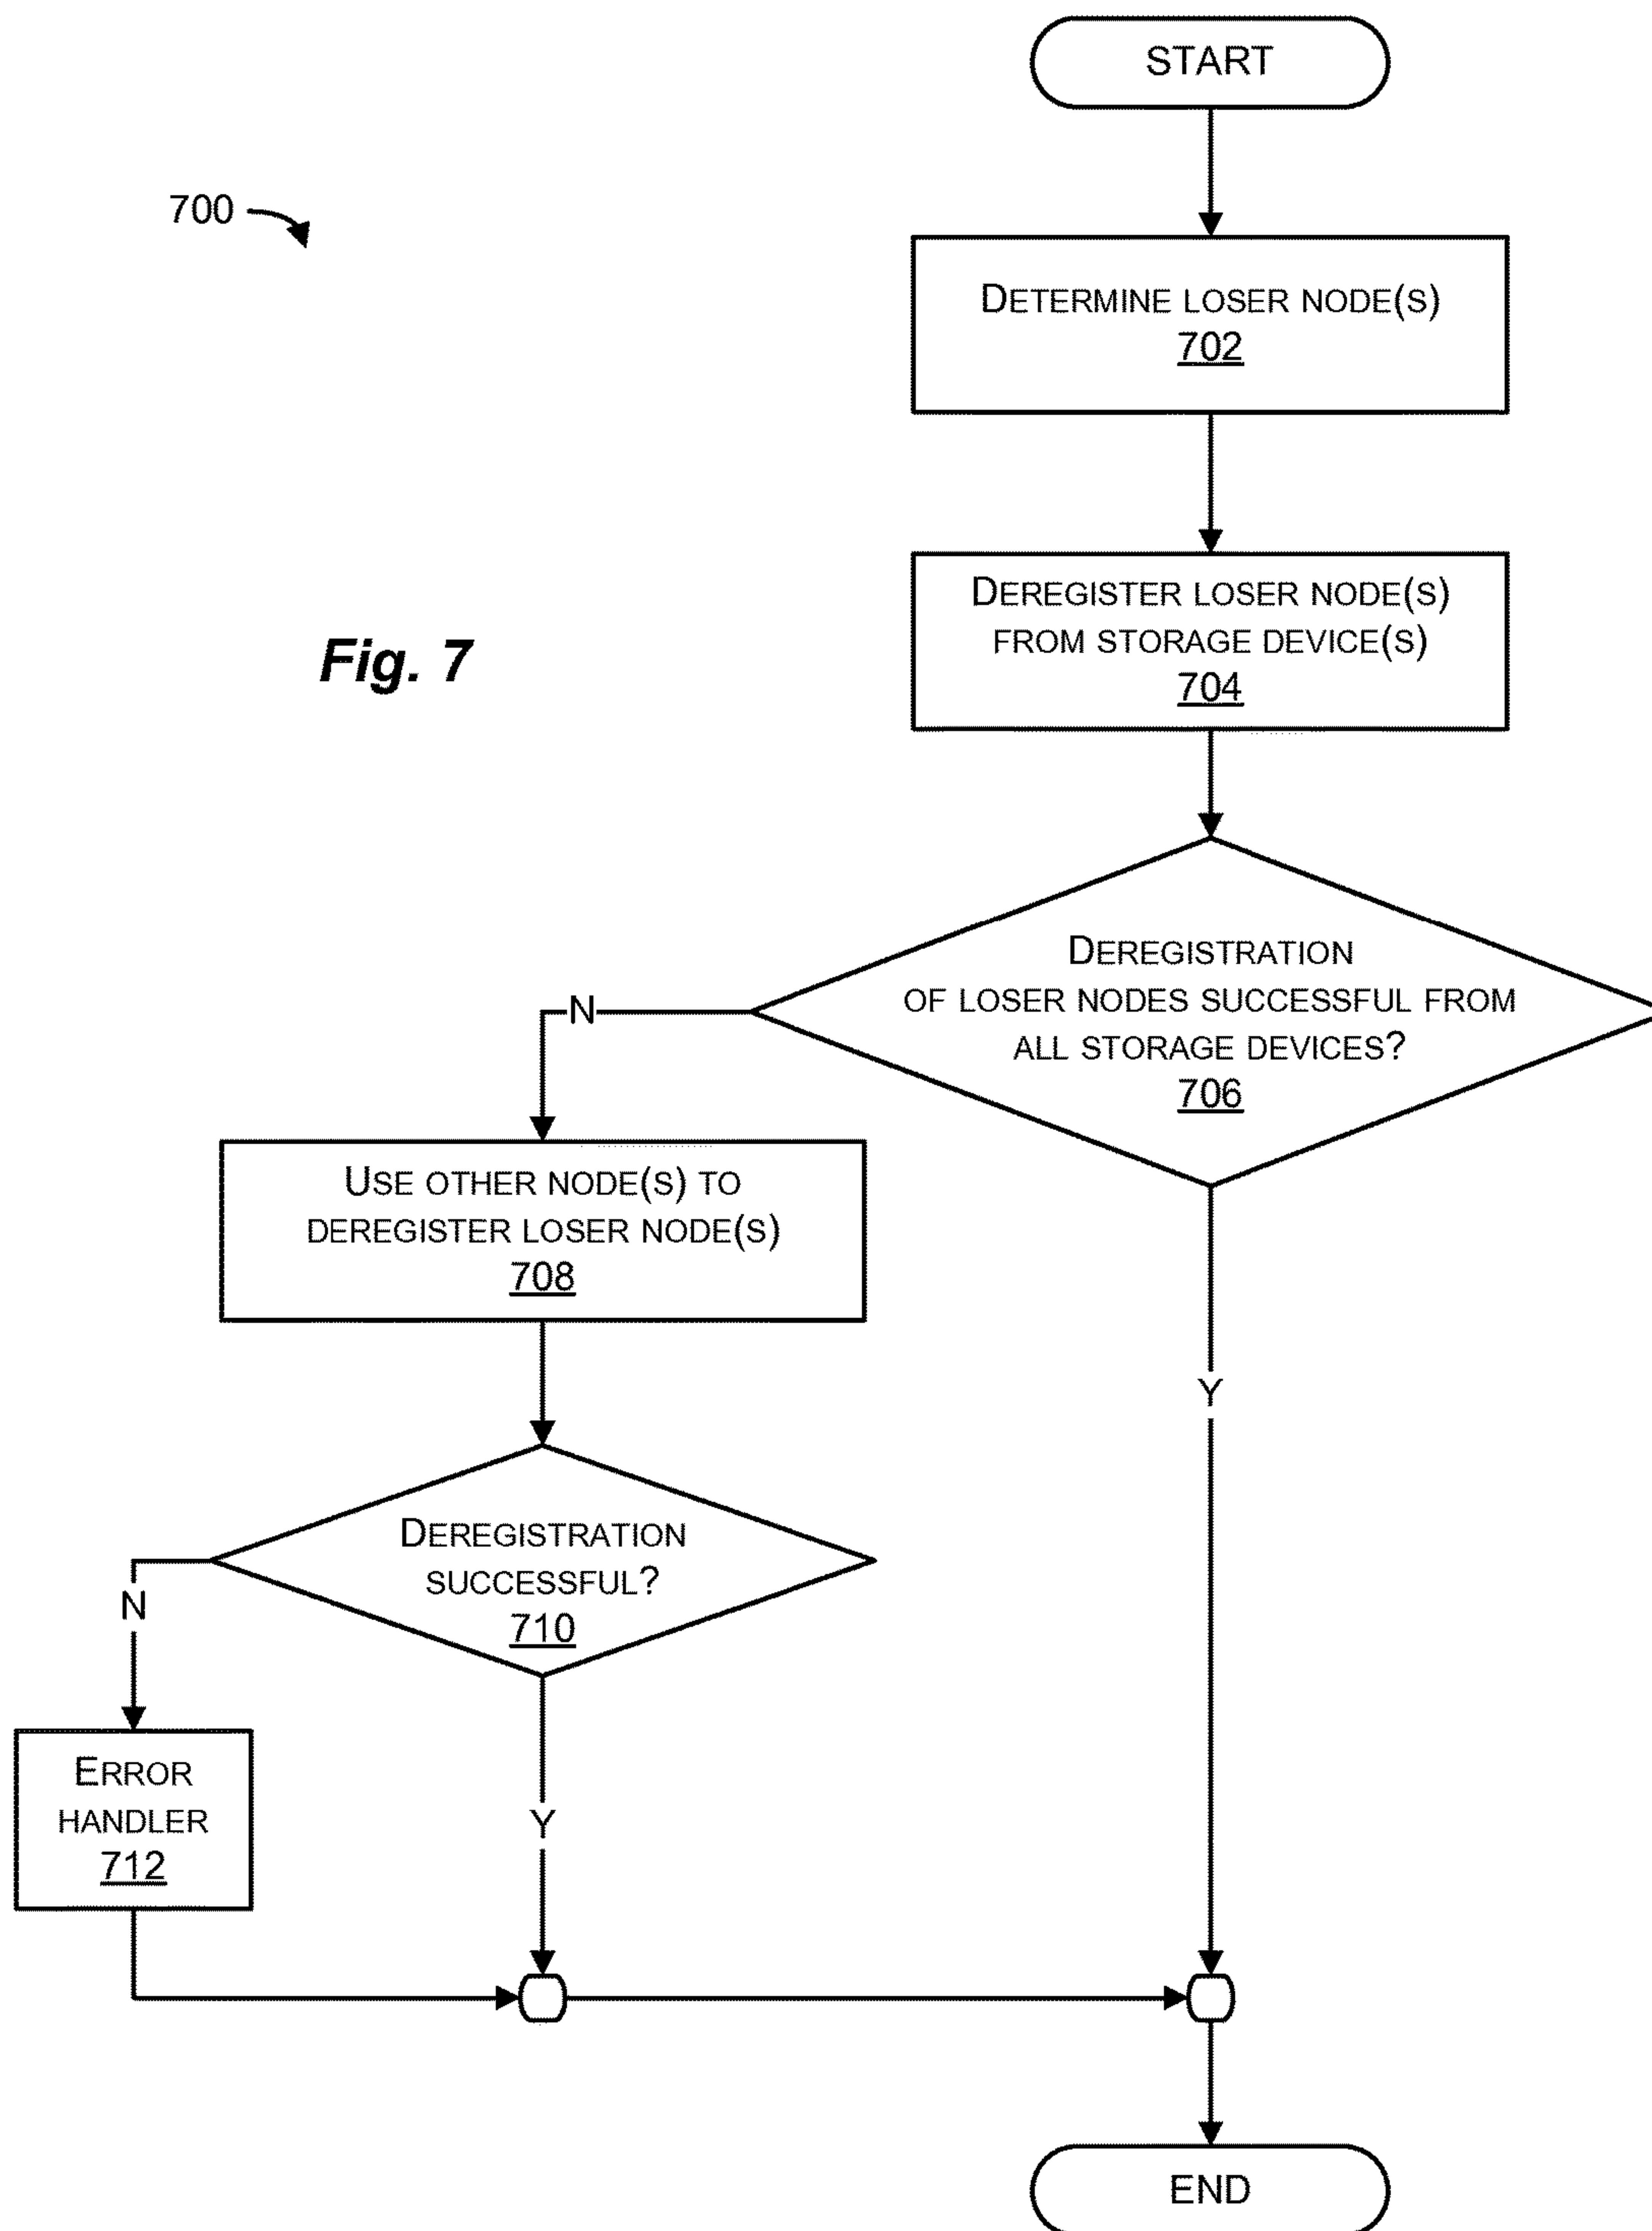 START
700
DETERMINE LOSER NODE(S)
702
DEREGISTER LOSER NODE(S)
FROM STORAGE DEVICE(S)
704
Fig. 7
DEREGISTRATION
OF LOSER NODES SUCCESSFUL FROM
ALL STORAGE DEVICES?
706
N
USE OTHER NODE(S) TO
DEREGISTER LOSER NODE(S)
708
Y
DEREGISTRATION
SUCCESSFUL?
710
N
ERROR
HANDLER
712
Y
END